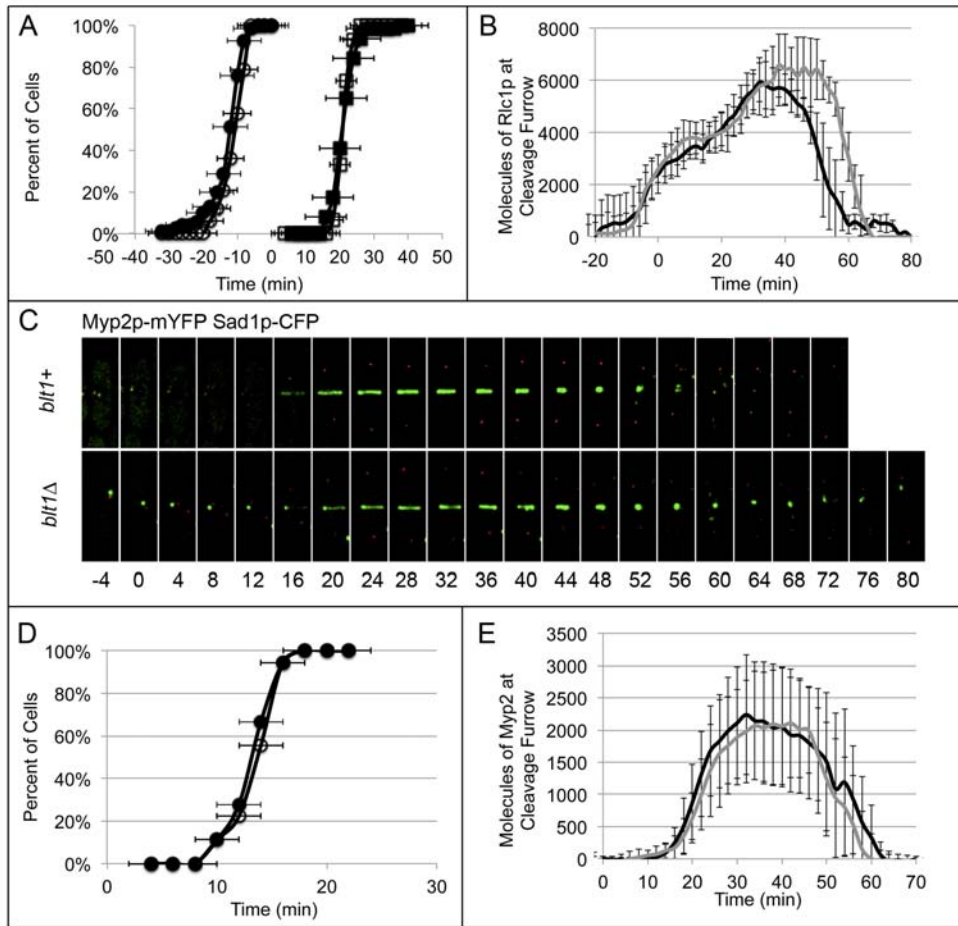 A
Percent of Cells
100%
80%
60%
40%
20%
0%
-50 -40 -30 -20 -10 0 10 20 30 40 50
Time (min)
B
Molecules of Rlc1p at
Cleavage Furrow
8000
6000
4000
2000
0
-20 0 20 40 60 80
Time (min)
C
Myp2p-mYFP Sad1p-CFP
blt1+
blt1Δ
-4 0 4 8 12 16 20 24 28 32 36 40 44 48 52 56 60 64 68 72 76 80
D
Percent of Cells
100%
80%
60%
40%
20%
0%
0 10 20 30
Time (min)
E
Molecules of Myp2 at
Cleavage Furrow
3500
3000
2500
2000
1500
1000
500
0
0 10 20 30 40 50 60 70
Time (min)